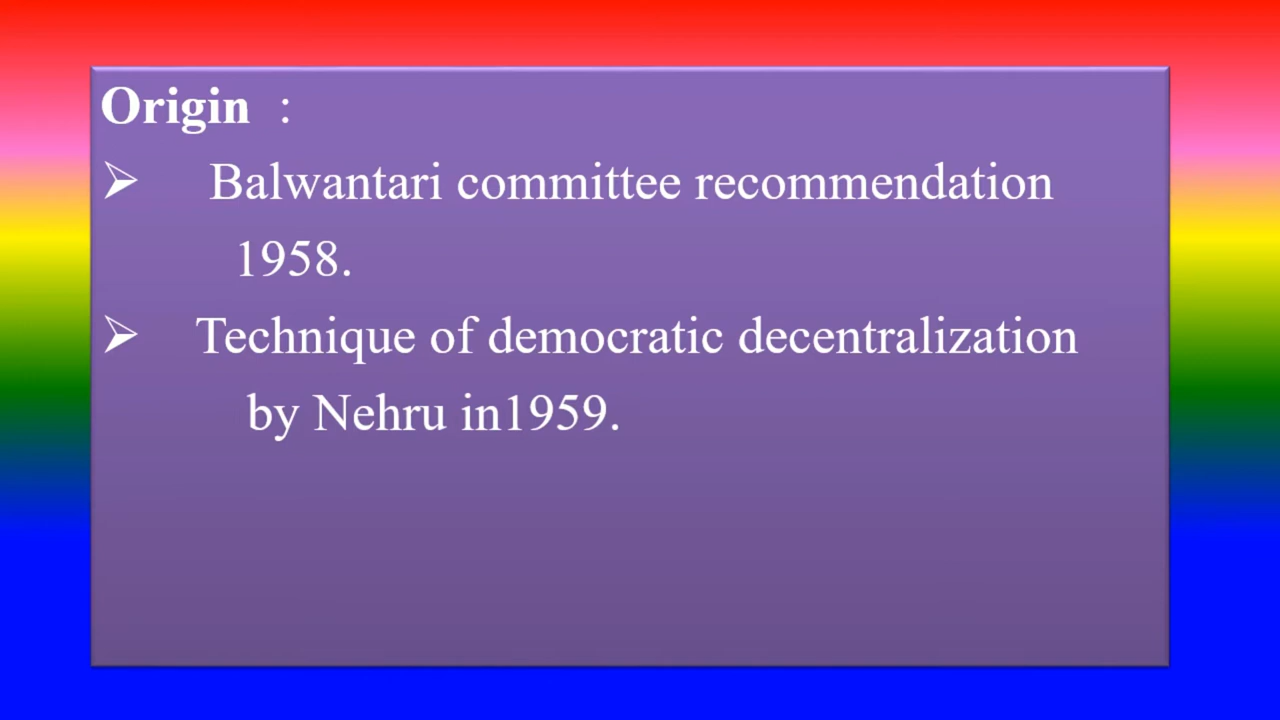 Origin :
➢ Balwantari committee recommendation
1958.
➢ Technique of democratic decentralization
by Nehru in1959.